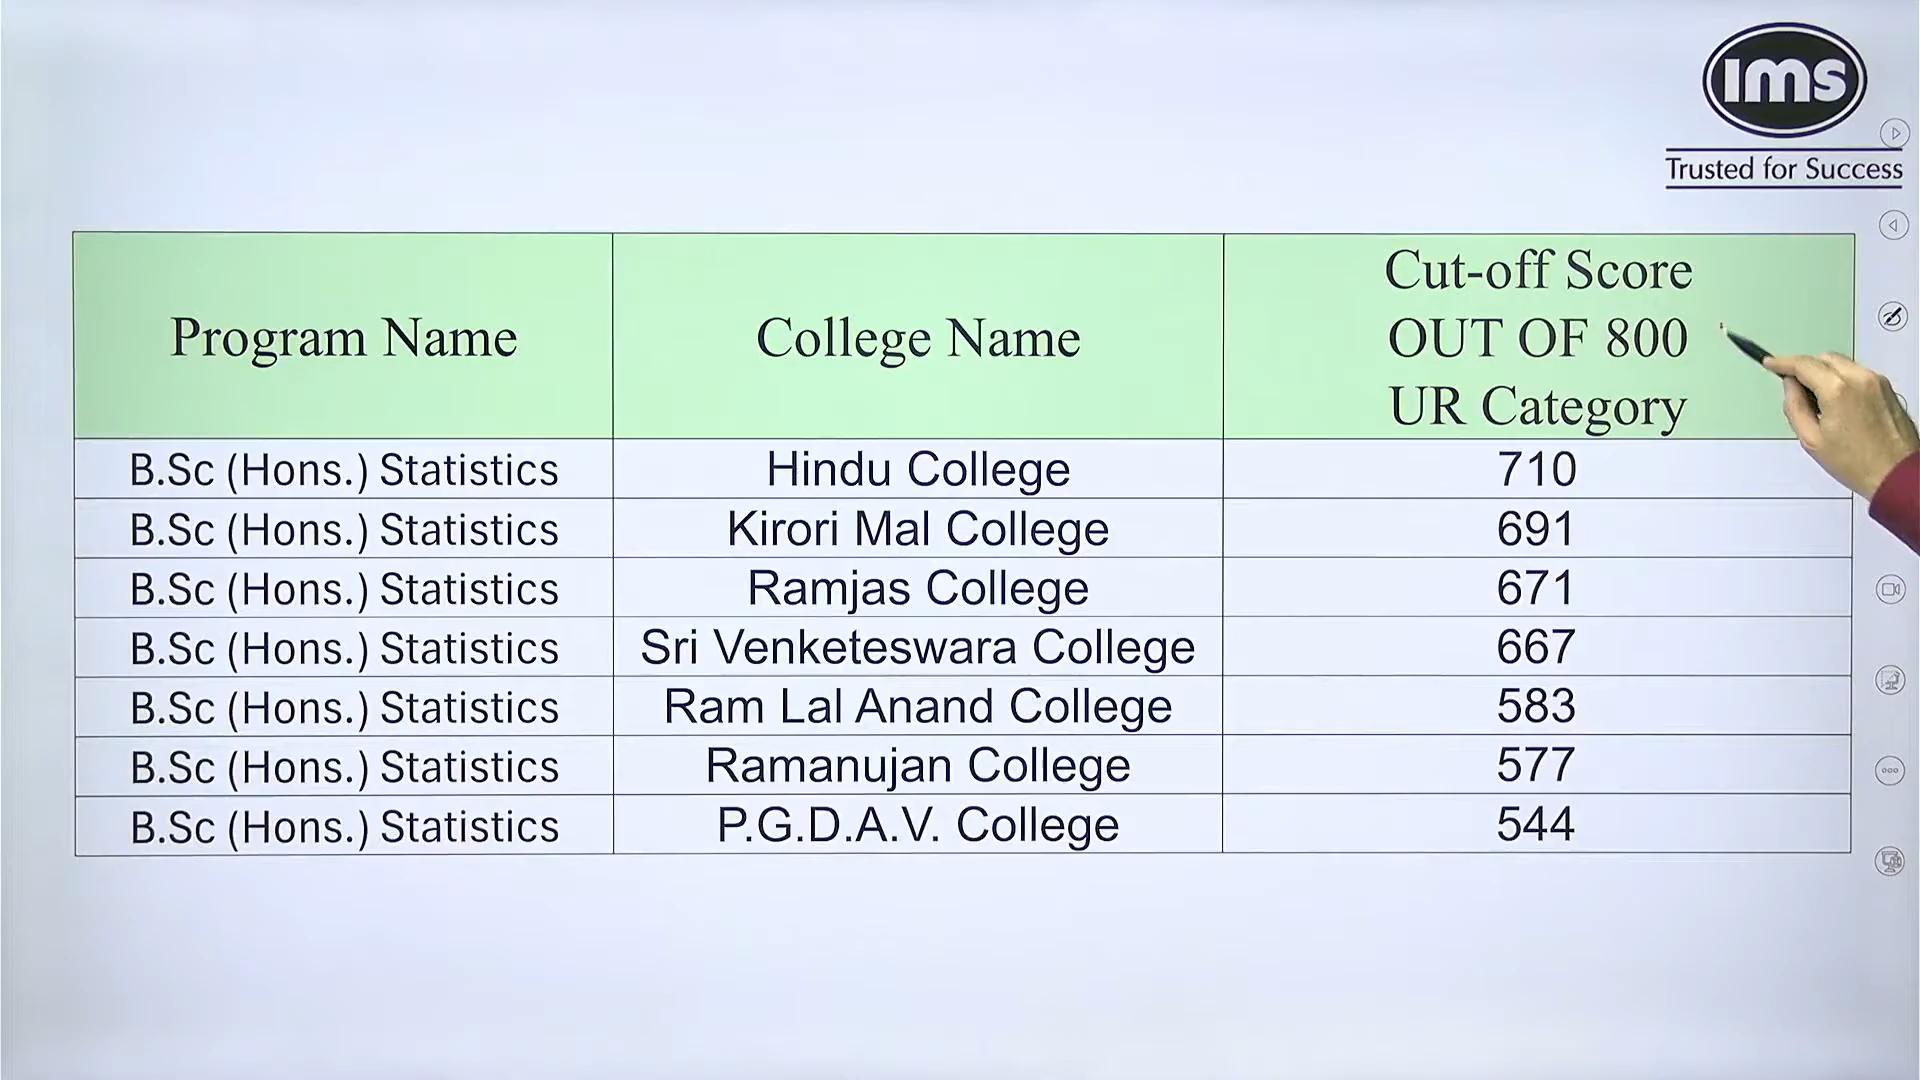 ims
Trusted for Success
Program Name
College Name
Cut-off Score
OUT OF 800
UR Category
B.Sc (Hons.) Statistics
Hindu College
710
B.Sc (Hons.) Statistics
Kirori Mal College
691
B.Sc (Hons.) Statistics
Ramjas College
671
B.Sc (Hons.) Statistics
Sri Venketeswara College
667
B.Sc (Hons.) Statistics
Ram Lal Anand College
583
B.Sc (Hons.) Statistics
Ramanujan College
577
B.Sc (Hons.) Statistics
P.G.D.A.V. College
544